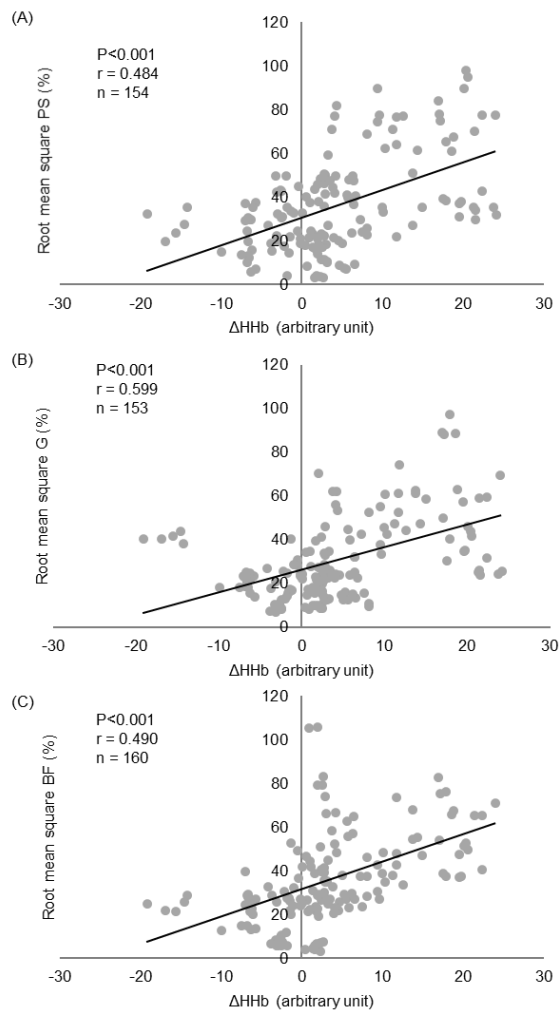 (A)
P<0.001
r = 0.484
n = 154
Root mean square PS (%)
120
100
80
60
40
20
0
-30 -20 -10 0 10 20 30
ΔHHb (arbitrary unit)
(B)
P<0.001
r = 0.599
n = 153
Root mean square G (%)
120
100
80
60
40
20
0
-30 -20 -10 0 10 20 30
ΔHHb (arbitrary unit)
(C)
P<0.001
r = 0.490
n = 160
Root mean square BF (%)
120
100
80
60
40
20
0
-30 -20 -10 0 10 20 30
ΔHHb (arbitrary unit)